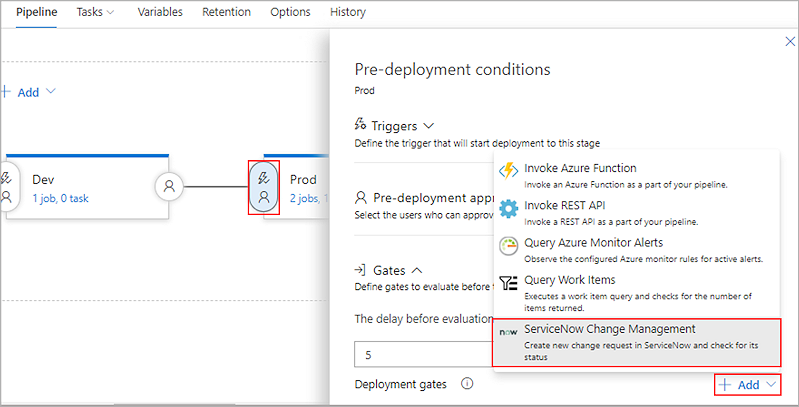 Pipeline Tasks Variables Retention Options History
Pre-deployment conditions
Prod
Add
Triggers
Define the trigger that will start deployment to this stage
Dev
1 job, 0 task
Prod
2 jobs, 1
Pre-deployment appr
Select the users who can approv
Gates
Define gates to evaluate before t
The delay before evaluation
5
Deployment gates
Add
Invoke Azure Function
Invoke an Azure Function as a part of your pipeline.
Invoke REST API
Invoke a REST API as a part of your pipeline.
Query Azure Monitor Alerts
Observe the configured Azure monitor rules for active alerts.
Query Work Items
Executes a work item query and checks for the number of
items returned.
now
ServiceNow Change Management
Create new change request in ServiceNow and check for its
status